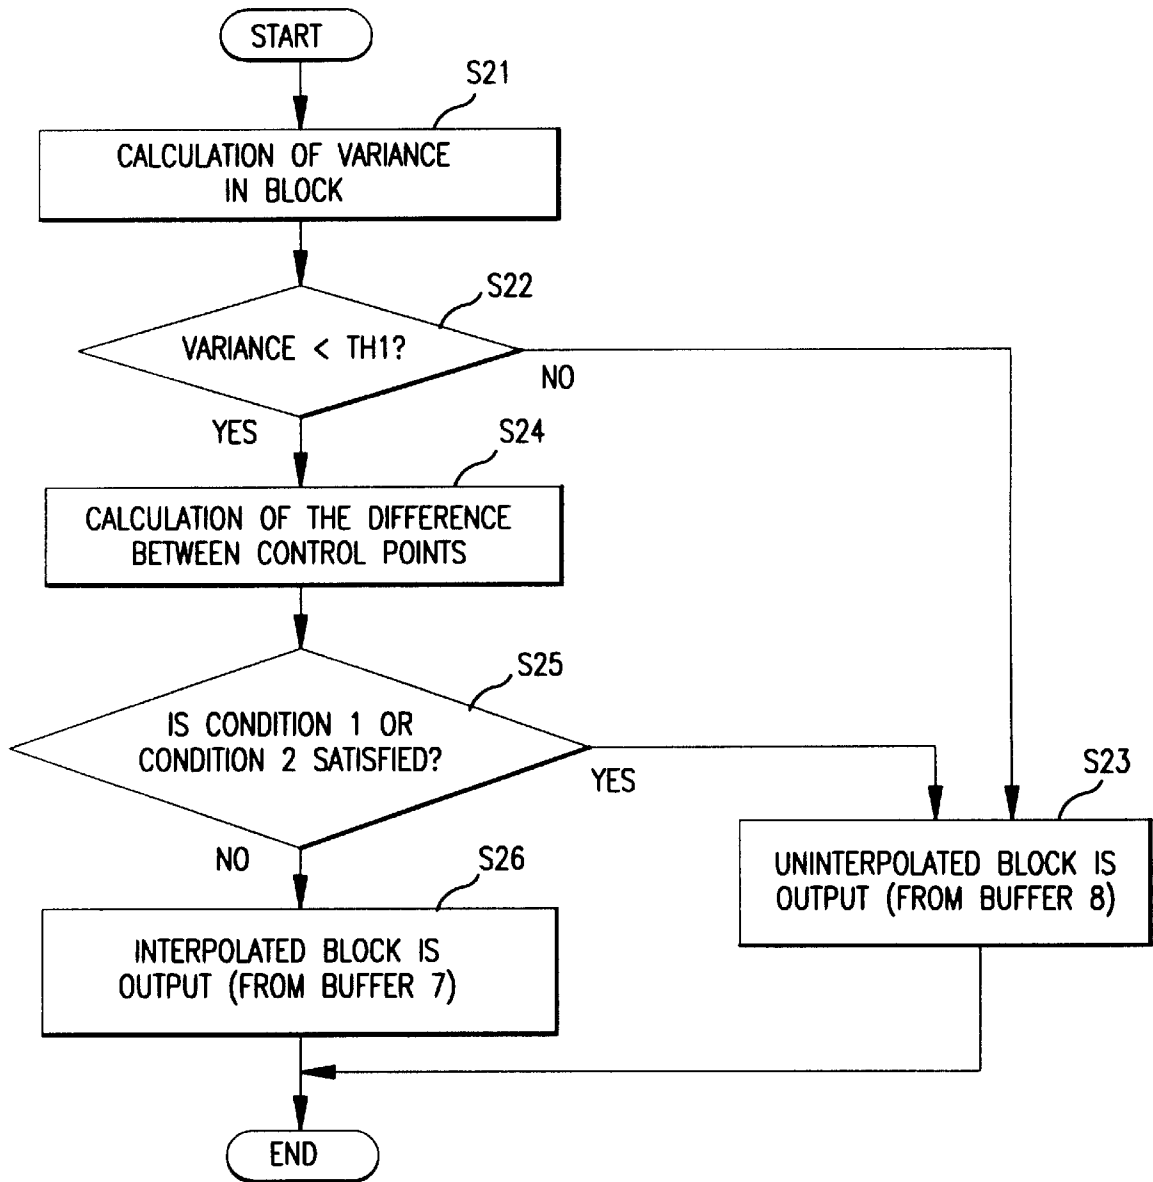 START
S21
CALCULATION OF VARIANCE
IN BLOCK
S22
VARIANCE < TH1?
NO
YES
S24
CALCULATION OF THE DIFFERENCE
BETWEEN CONTROL POINTS
S25
IS CONDITION 1 OR
CONDITION 2 SATISFIED?
YES
S23
NO
UNINTERPOLATED BLOCK IS
OUTPUT (FROM BUFFER 8)
S26
INTERPOLATED BLOCK IS
OUTPUT (FROM BUFFER 7)
END